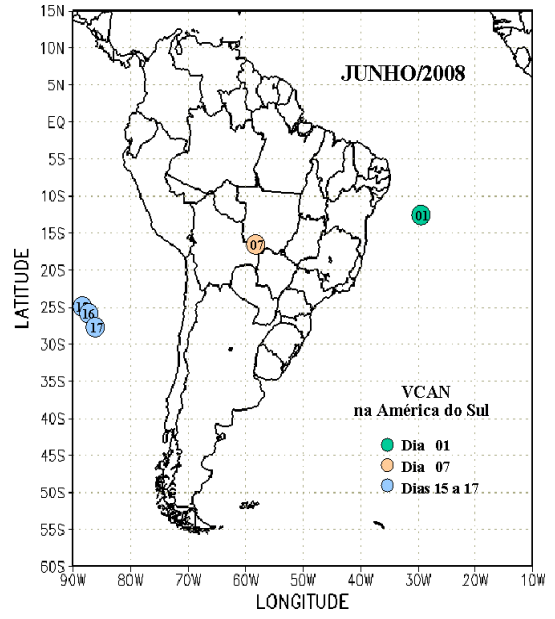 15N
10N
5N
EQ
5S
10S
15S
20S
25S
30S
35S
40S
45S
50S
55S
60S
LATITUDE
JUNHO/2008
01
07
16
17
VCAN
na América do Sul
Dia 01
Dia 07
Dias 15 a 17
90W 80W 70W 60W 50W 40W 30W 20W 10W
LONGITUDE